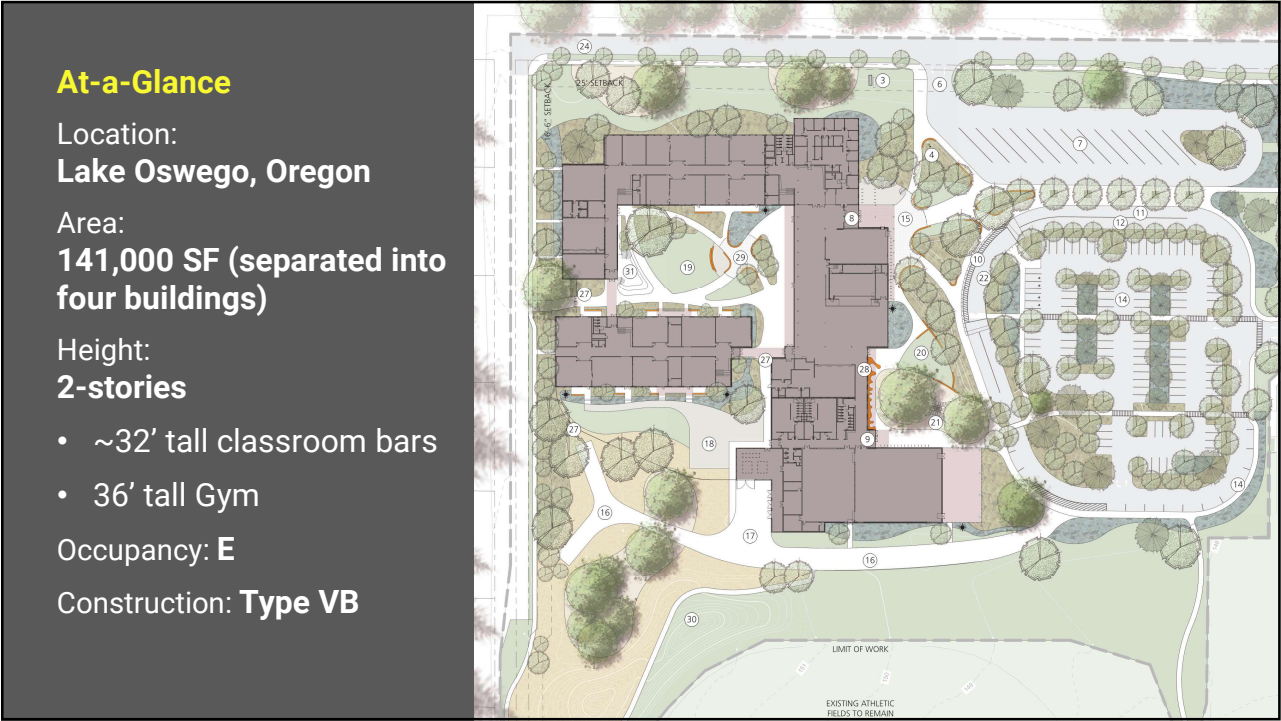 At-a-Glance
Location:
Lake Oswego, Oregon
Area:
141,000 SF (separated into
four buildings)
Height:
2-stories
• ~32’ tall classroom bars
• 36’ tall Gym
Occupancy: E
Construction: Type VB
24
25' SETBACK
3
6
16'-6" SETBACK
7
4
8
15
11
12
10
31
19
29
22
27
14
20
27
28
21
27
18
9
14
16
17
16
30
LIMIT OF WORK
151
150
149
EXISTING ATHLETIC
FIELDS TO REMAIN